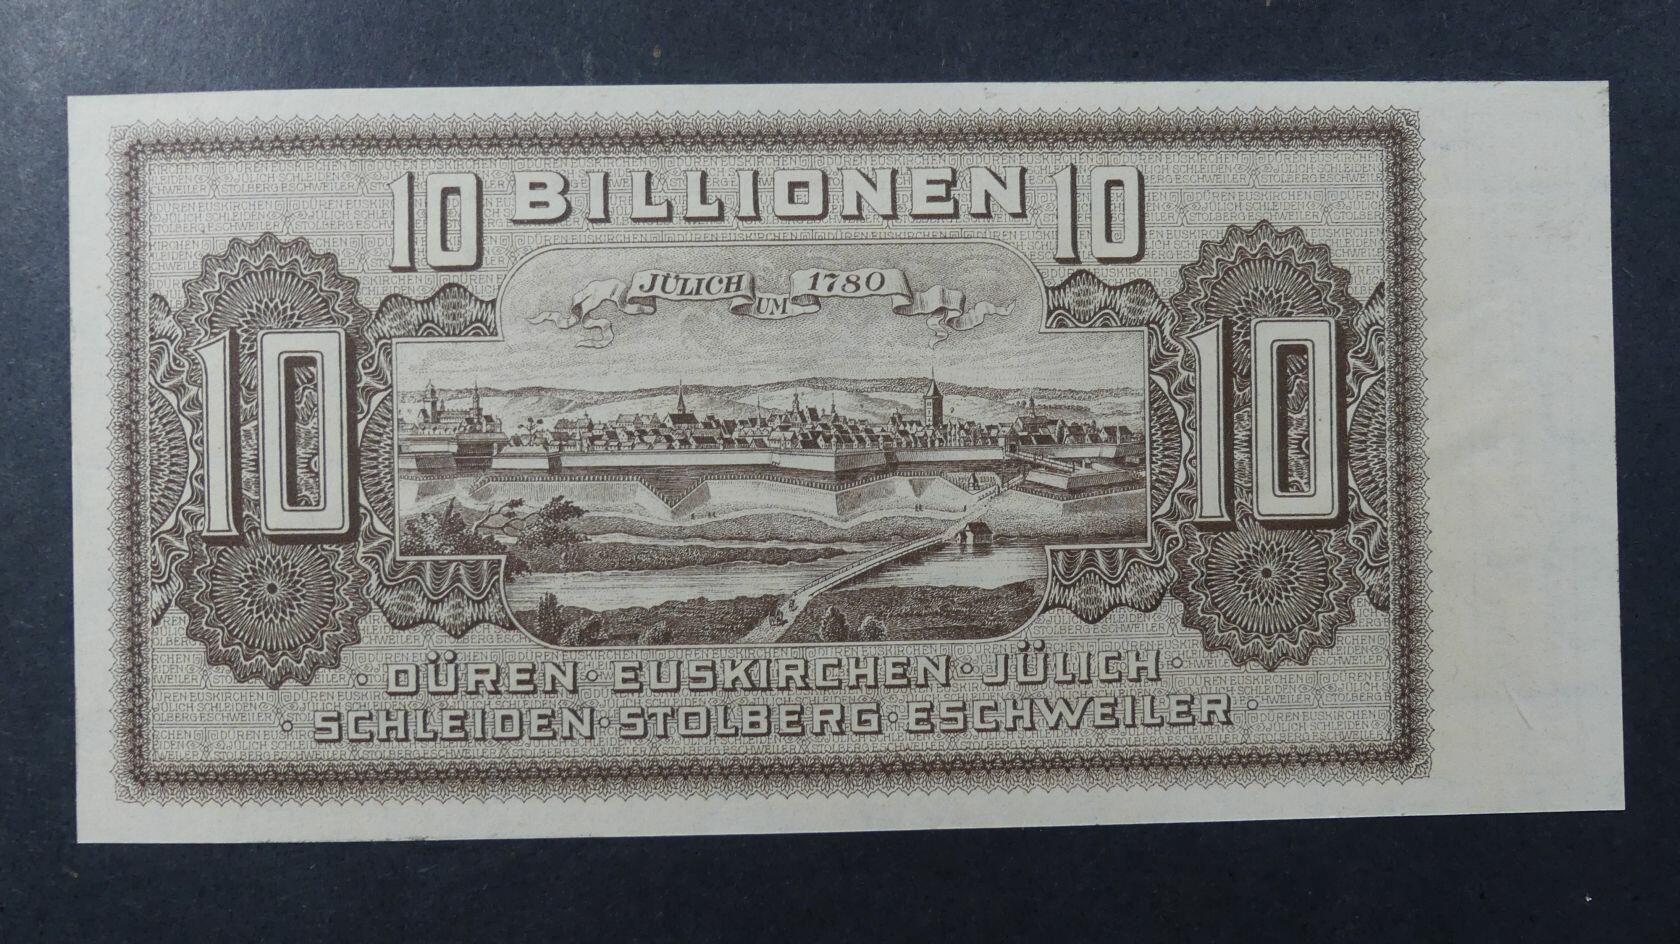 10 BILLIONEN 10
JÜLICH UM 1780
10 10
· DÜREN · EUSKIRCHEN · JÜLICH ·
· SCHLEIDEN · STOLBERG · ESCHWEILER ·